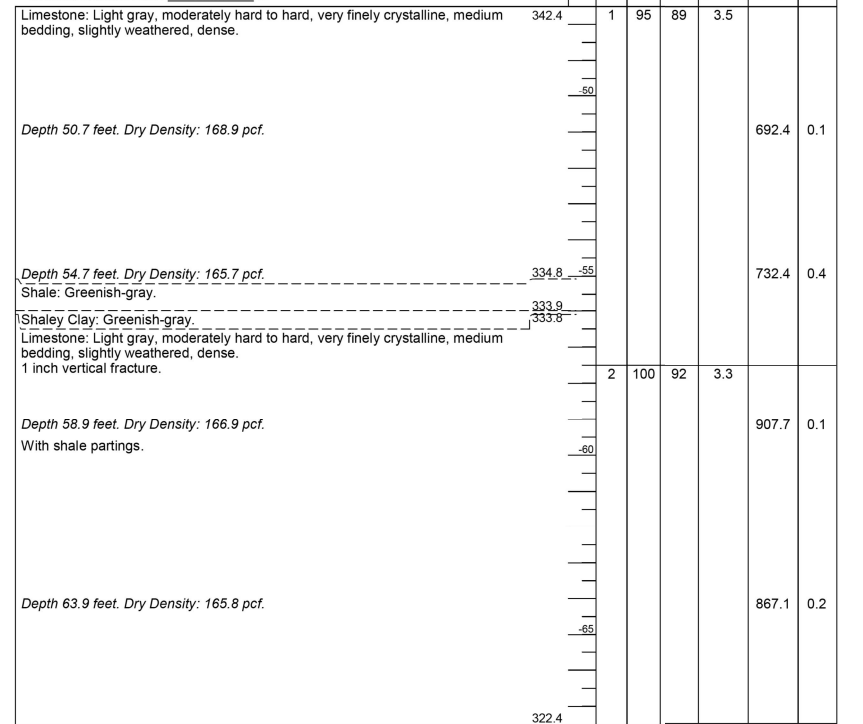 Limestone: Light gray, moderately hard to hard, very finely crystalline, medium 342.4 1 95 89 3.5
bedding, slightly weathered, dense.
-50
Depth 50.7 feet. Dry Density: 168.9 pcf. 692.4 0.1
Depth 54.7 feet. Dry Density: 165.7 pcf. 334.8 -55 732.4 0.4
Shale: Greenish-gray.
333.9
Shaley Clay: Greenish-gray. 333.8
Limestone: Light gray, moderately hard to hard, very finely crystalline, medium
bedding, slightly weathered, dense.
1 inch vertical fracture. 2 100 92 3.3
Depth 58.9 feet. Dry Density: 166.9 pcf. 907.7 0.1
With shale partings. -60
Depth 63.9 feet. Dry Density: 165.8 pcf. 867.1 0.2
-65
322.4